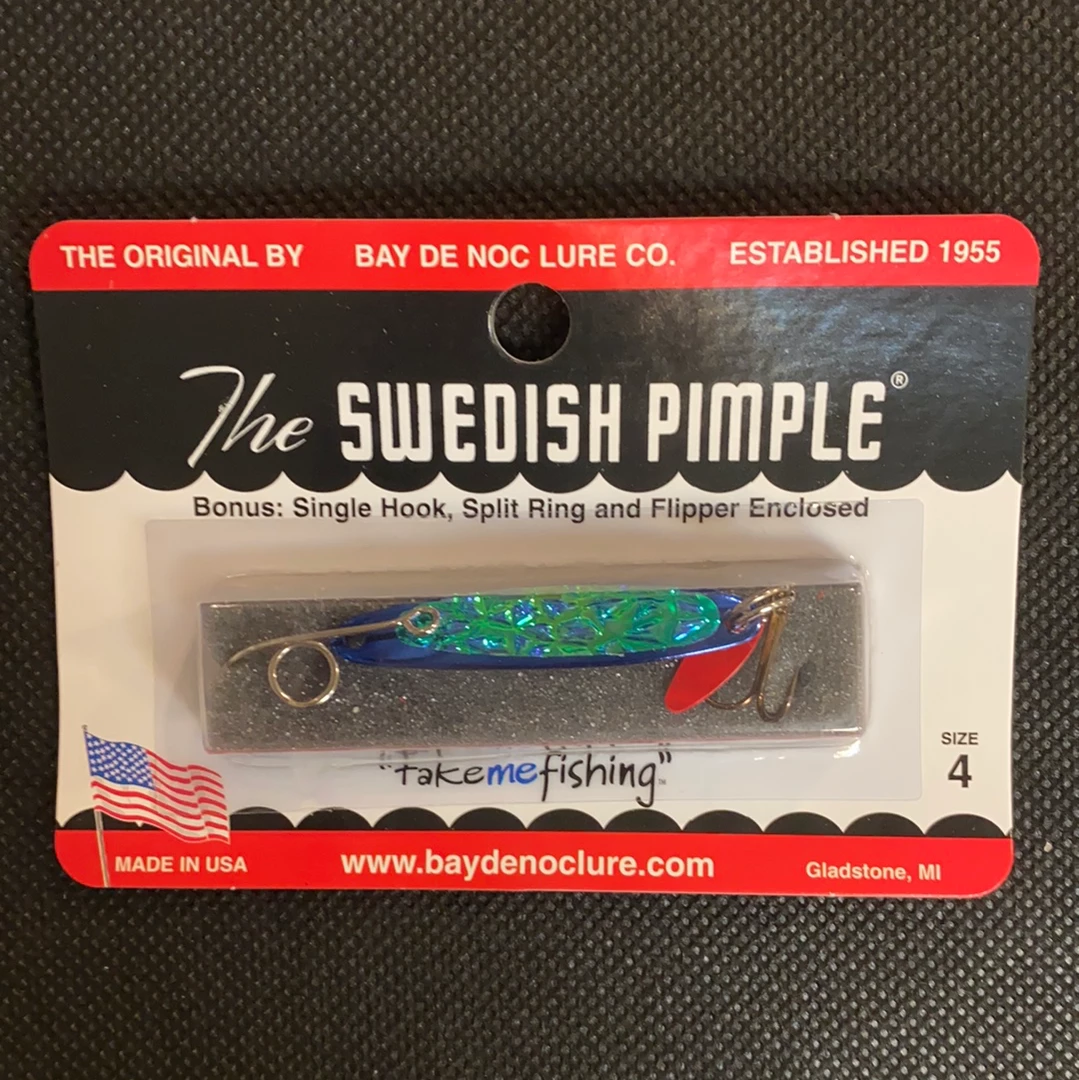 THE ORIGINAL BY BAY DE NOC LURE CO. ESTABLISHED 1955
The SWEDISH PIMPLE®
Bonus: Single Hook, Split Ring and Flipper Enclosed
"takemefishing"™
SIZE
4
MADE IN USA www.baydenoclure.com Gladstone, MI